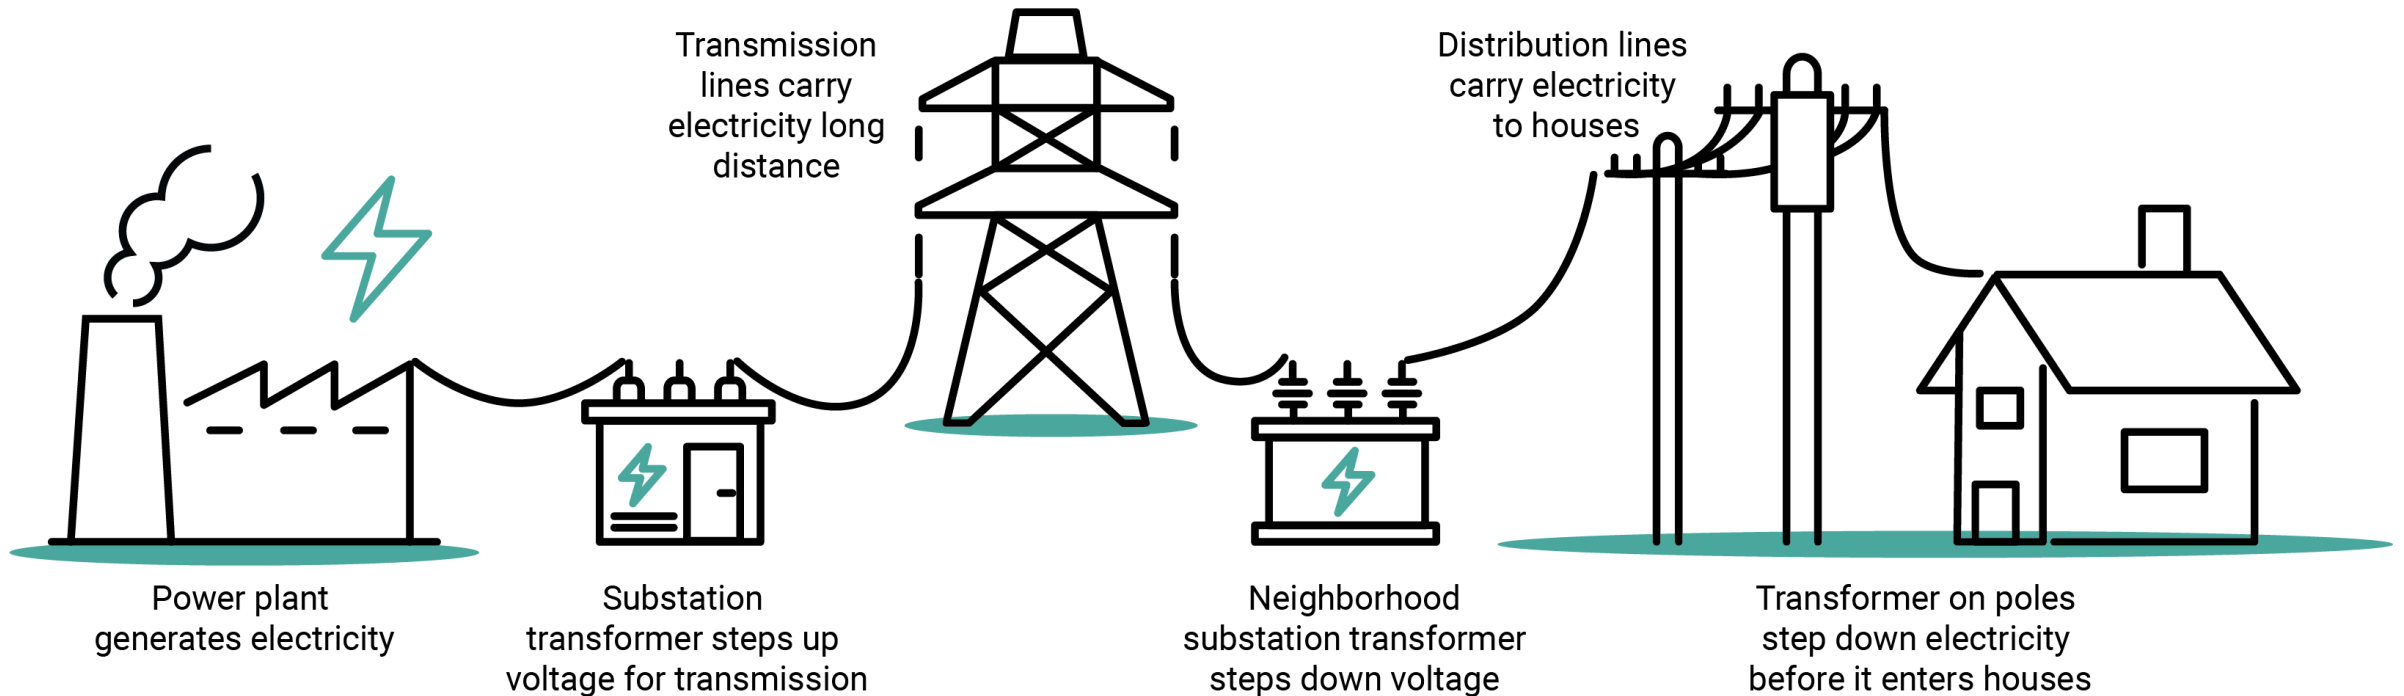 Transmission
lines carry
electricity long
distance
Distribution lines
carry electricity
to houses
Power plant
generates electricity
Substation
transformer steps up
voltage for transmission
Neighborhood
substation transformer
steps down voltage
Transformer on poles
step down electricity
before it enters houses